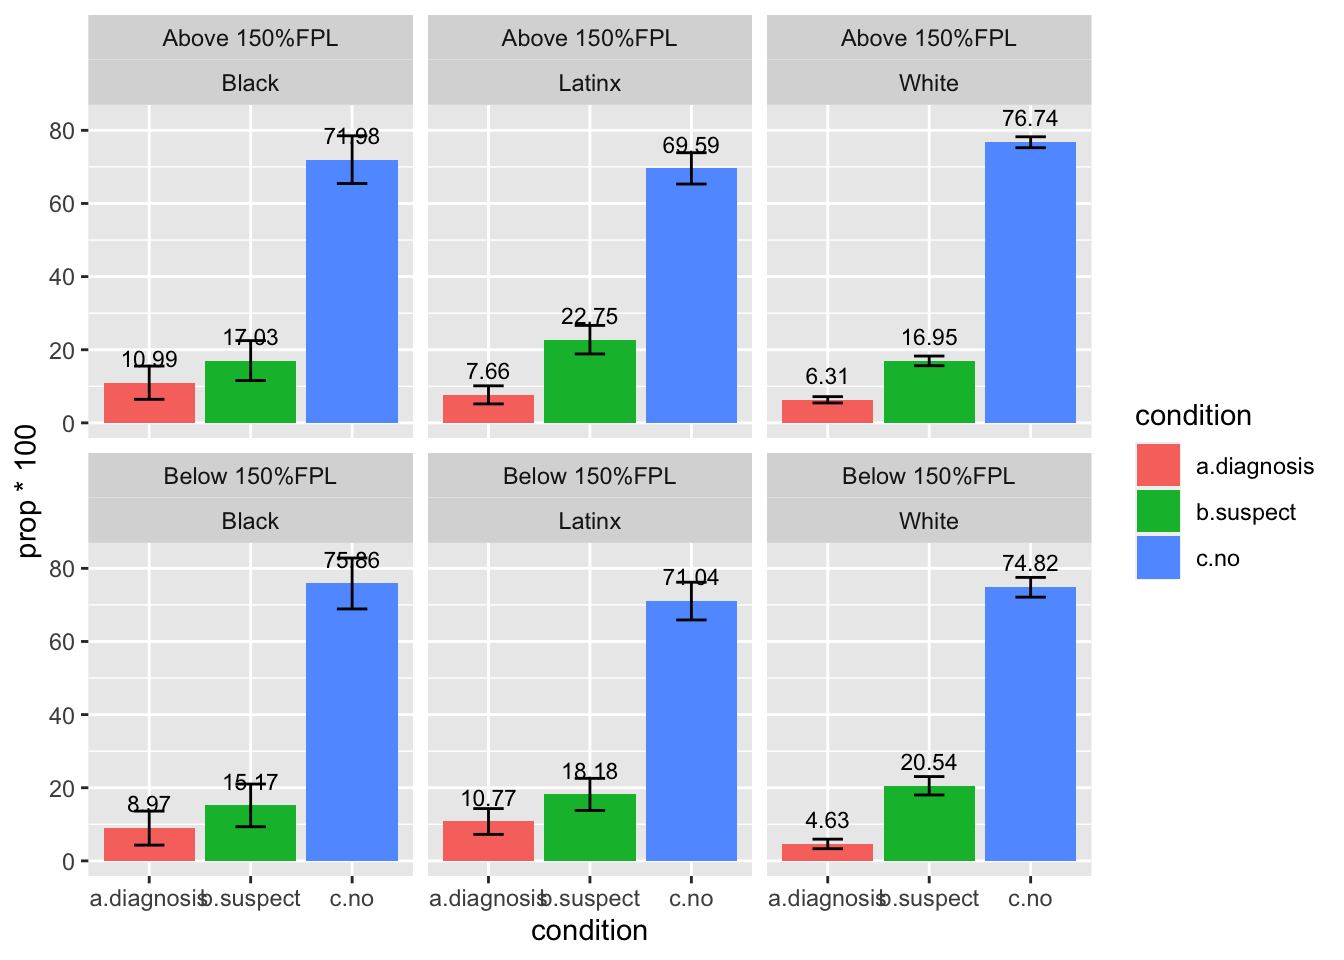 Above 150%FPL
Above 150%FPL
Above 150%FPL
Black
Latinx
White
80
60
40
20
0
71.98
17.03
10.99
69.59
22.75
7.66
76.74
16.95
6.31
Below 150%FPL
Below 150%FPL
Below 150%FPL
Black
Latinx
White
80
60
40
20
0
75.86
15.17
8.97
71.04
18.18
10.77
74.82
20.54
4.63
a.diagnosis
b.suspect
c.no
a.diagnosis
b.suspect
c.no
a.diagnosis
b.suspect
c.no
condition
prop * 100
condition
a.diagnosis
b.suspect
c.no